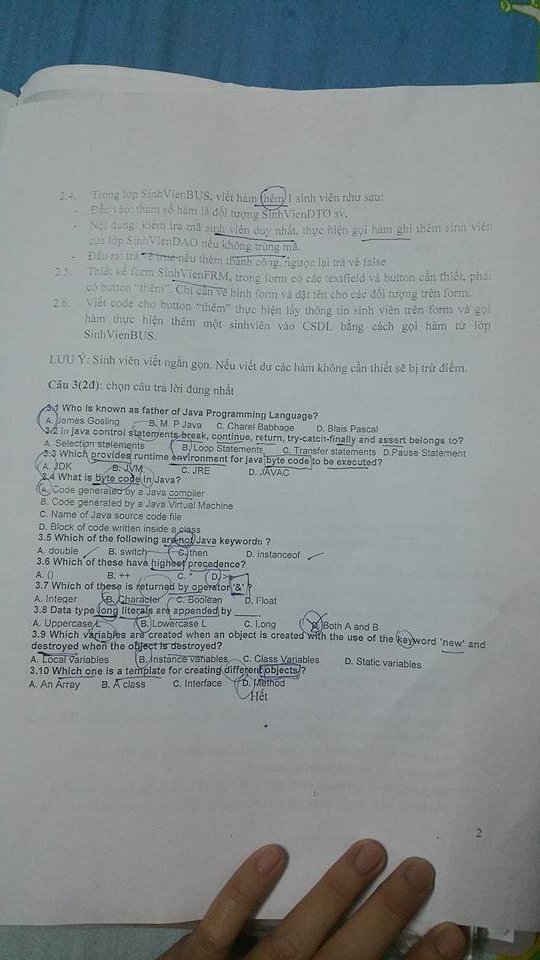 2.4. Trong lớp SinhVienBUS, viết hàm thêm 1 sinh viên như sau:
- Đầu vào: tham số hàm là đối tượng SinhVienDTO sv.
- Nội dung: kiểm tra mã sinh viên duy nhất, thực hiện gọi hàm ghi thêm sinh viên
của lớp SinhVienDAO nếu không trùng mã.
- Đầu ra: trả về true nếu thêm thành công, ngược lại trả về false
2.5. Thiết kế form SinhVienFRM, trong form có các textfield và button cần thiết, phải
có button "thêm". Chỉ cần vẽ hình form và đặt tên cho các đối tượng trên form.
2.6. Viết code cho button "thêm" thực hiện lấy thông tin sinh viên trên form và gọi
hàm thực hiện thêm một sinhviên vào CSDL bằng cách gọi hàm từ lớp
SinhVienBUS.
LƯU Ý: Sinh viên viết ngắn gọn. Nếu viết dư các hàm không cần thiết sẽ bị trừ điểm.
Câu 3(2đ): chọn câu trả lời đúng nhất
3.1 Who is known as father of Java Programming Language?
A. James Gosling B. M. P Java C. Charel Babbage D. Blais Pascal
3.2 In java control statements break, continue, return, try-catch-finally and assert belongs to?
A. Selection statements B. Loop Statements C. Transfer statements D.Pause Statement
3.3 Which provides runtime environment for java byte code to be executed?
A. JDK B. JVM C. JRE D. JAVAC
3.4 What is byte code in Java?
A. Code generated by a Java compiler
B. Code generated by a Java Virtual Machine
C. Name of Java source code file
D. Block of code written inside a class
3.5 Which of the following are not Java keywords ?
A. double B. switch C. then D. instanceof
3.6 Which of these have highest precedence?
A. () B. ++ C. * D. >>
3.7 Which of these is returned by operator '&' ?
A. Integer B. Character C. Boolean D. Float
3.8 Data type long literals are appended by _____
A. Uppercase L B. Lowercase L C. Long D. Both A and B
3.9 Which variables are created when an object is created with the use of the keyword 'new' and
destroyed when the object is destroyed?
A. Local variables B. Instance variables C. Class Variables D. Static variables
3.10 Which one is a template for creating different objects ?
A. An Array B. A class C. Interface D. Method
Hết
2